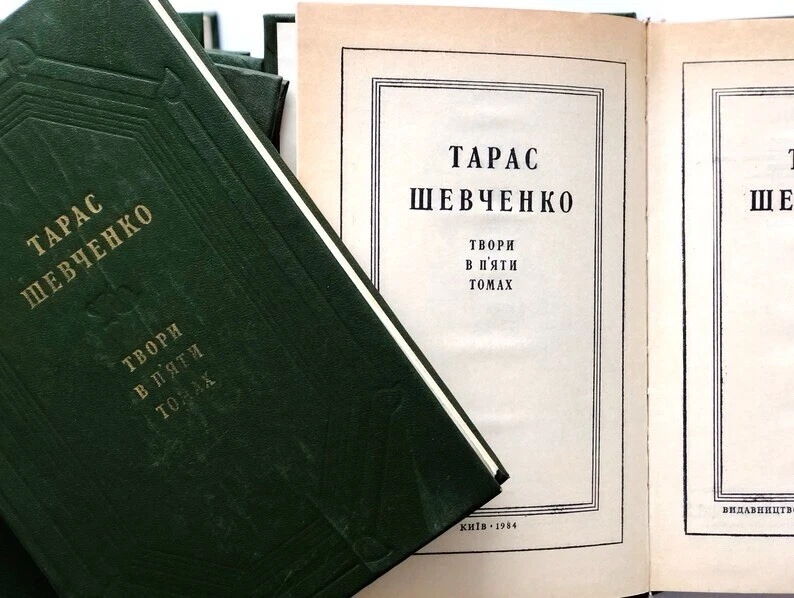 ТАРАС
ШЕВЧЕНКО
ТВОРИ
В П'ЯТИ
ТОМАХ
ТАРАС
ШЕВЧЕНКО
ТВОРИ
В П'ЯТИ
ТОМАХ
КИЇВ · 1984
ВИДАВНИЦТВО